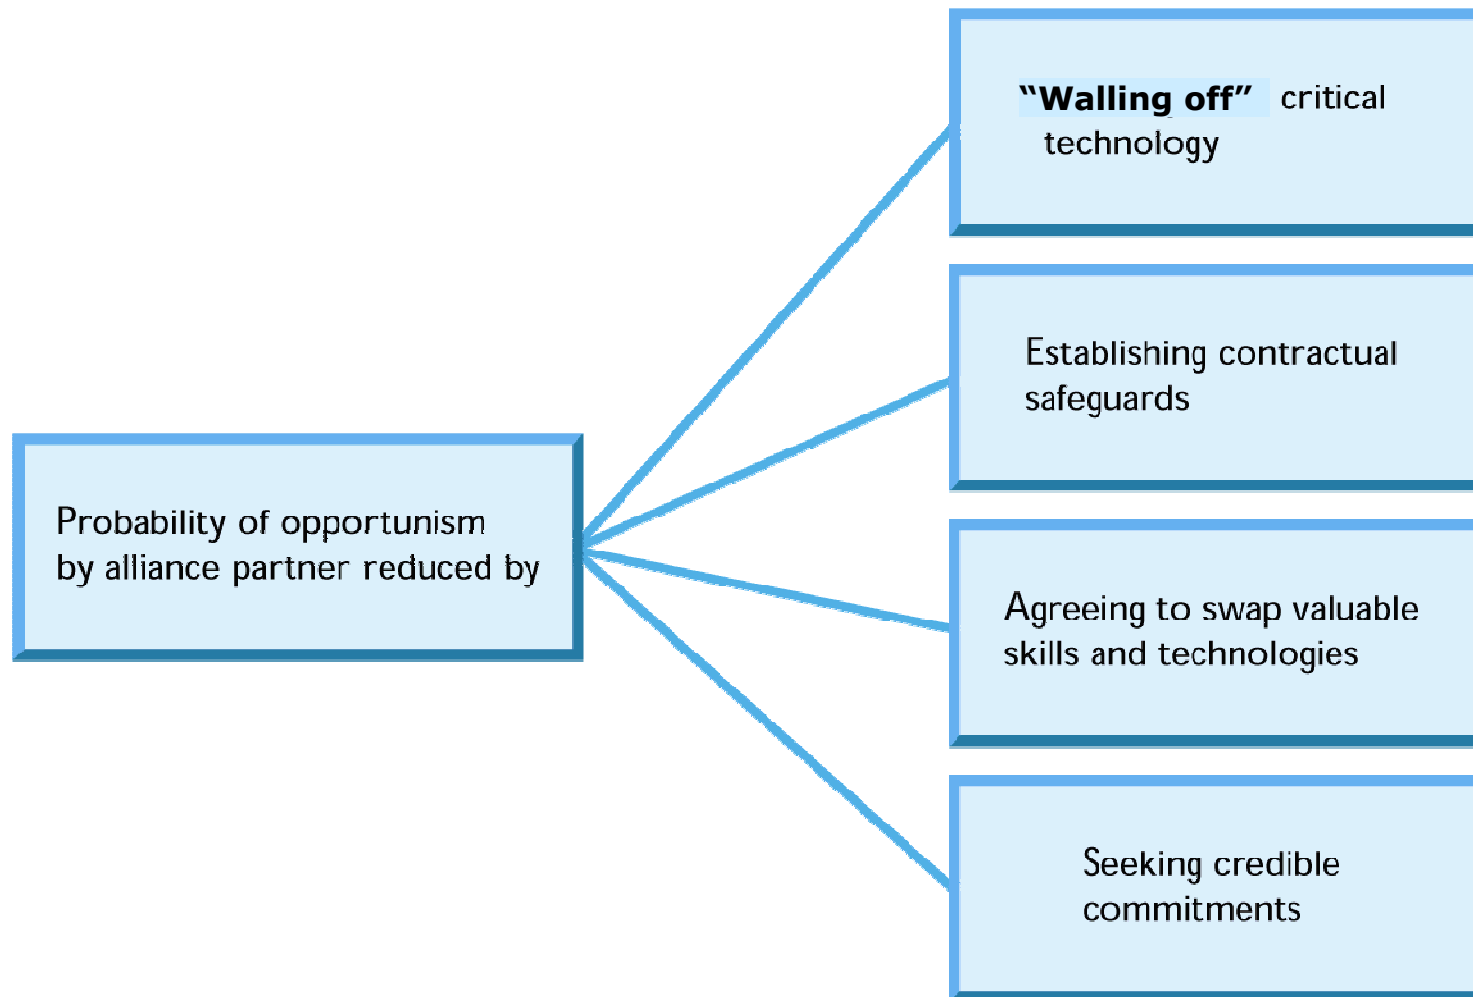 “Walling off” critical
technology
Establishing contractual
safeguards
Probability of opportunism
by alliance partner reduced by
Agreeing to swap valuable
skills and technologies
Seeking credible
commitments